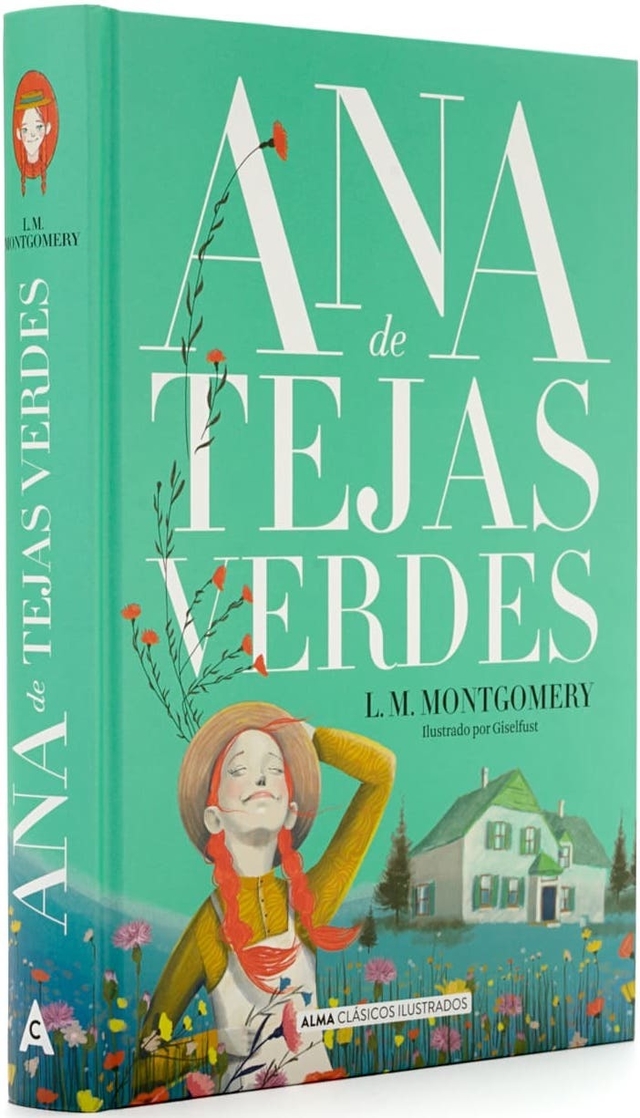 ANA
de
TEJAS
VERDES
L. M. MONTGOMERY
Ilustrado por Giselfust
ALMA CLÁSICOS ILUSTRADOS
L.M.
MONTGOMERY
ANA de TEJAS VERDES
C